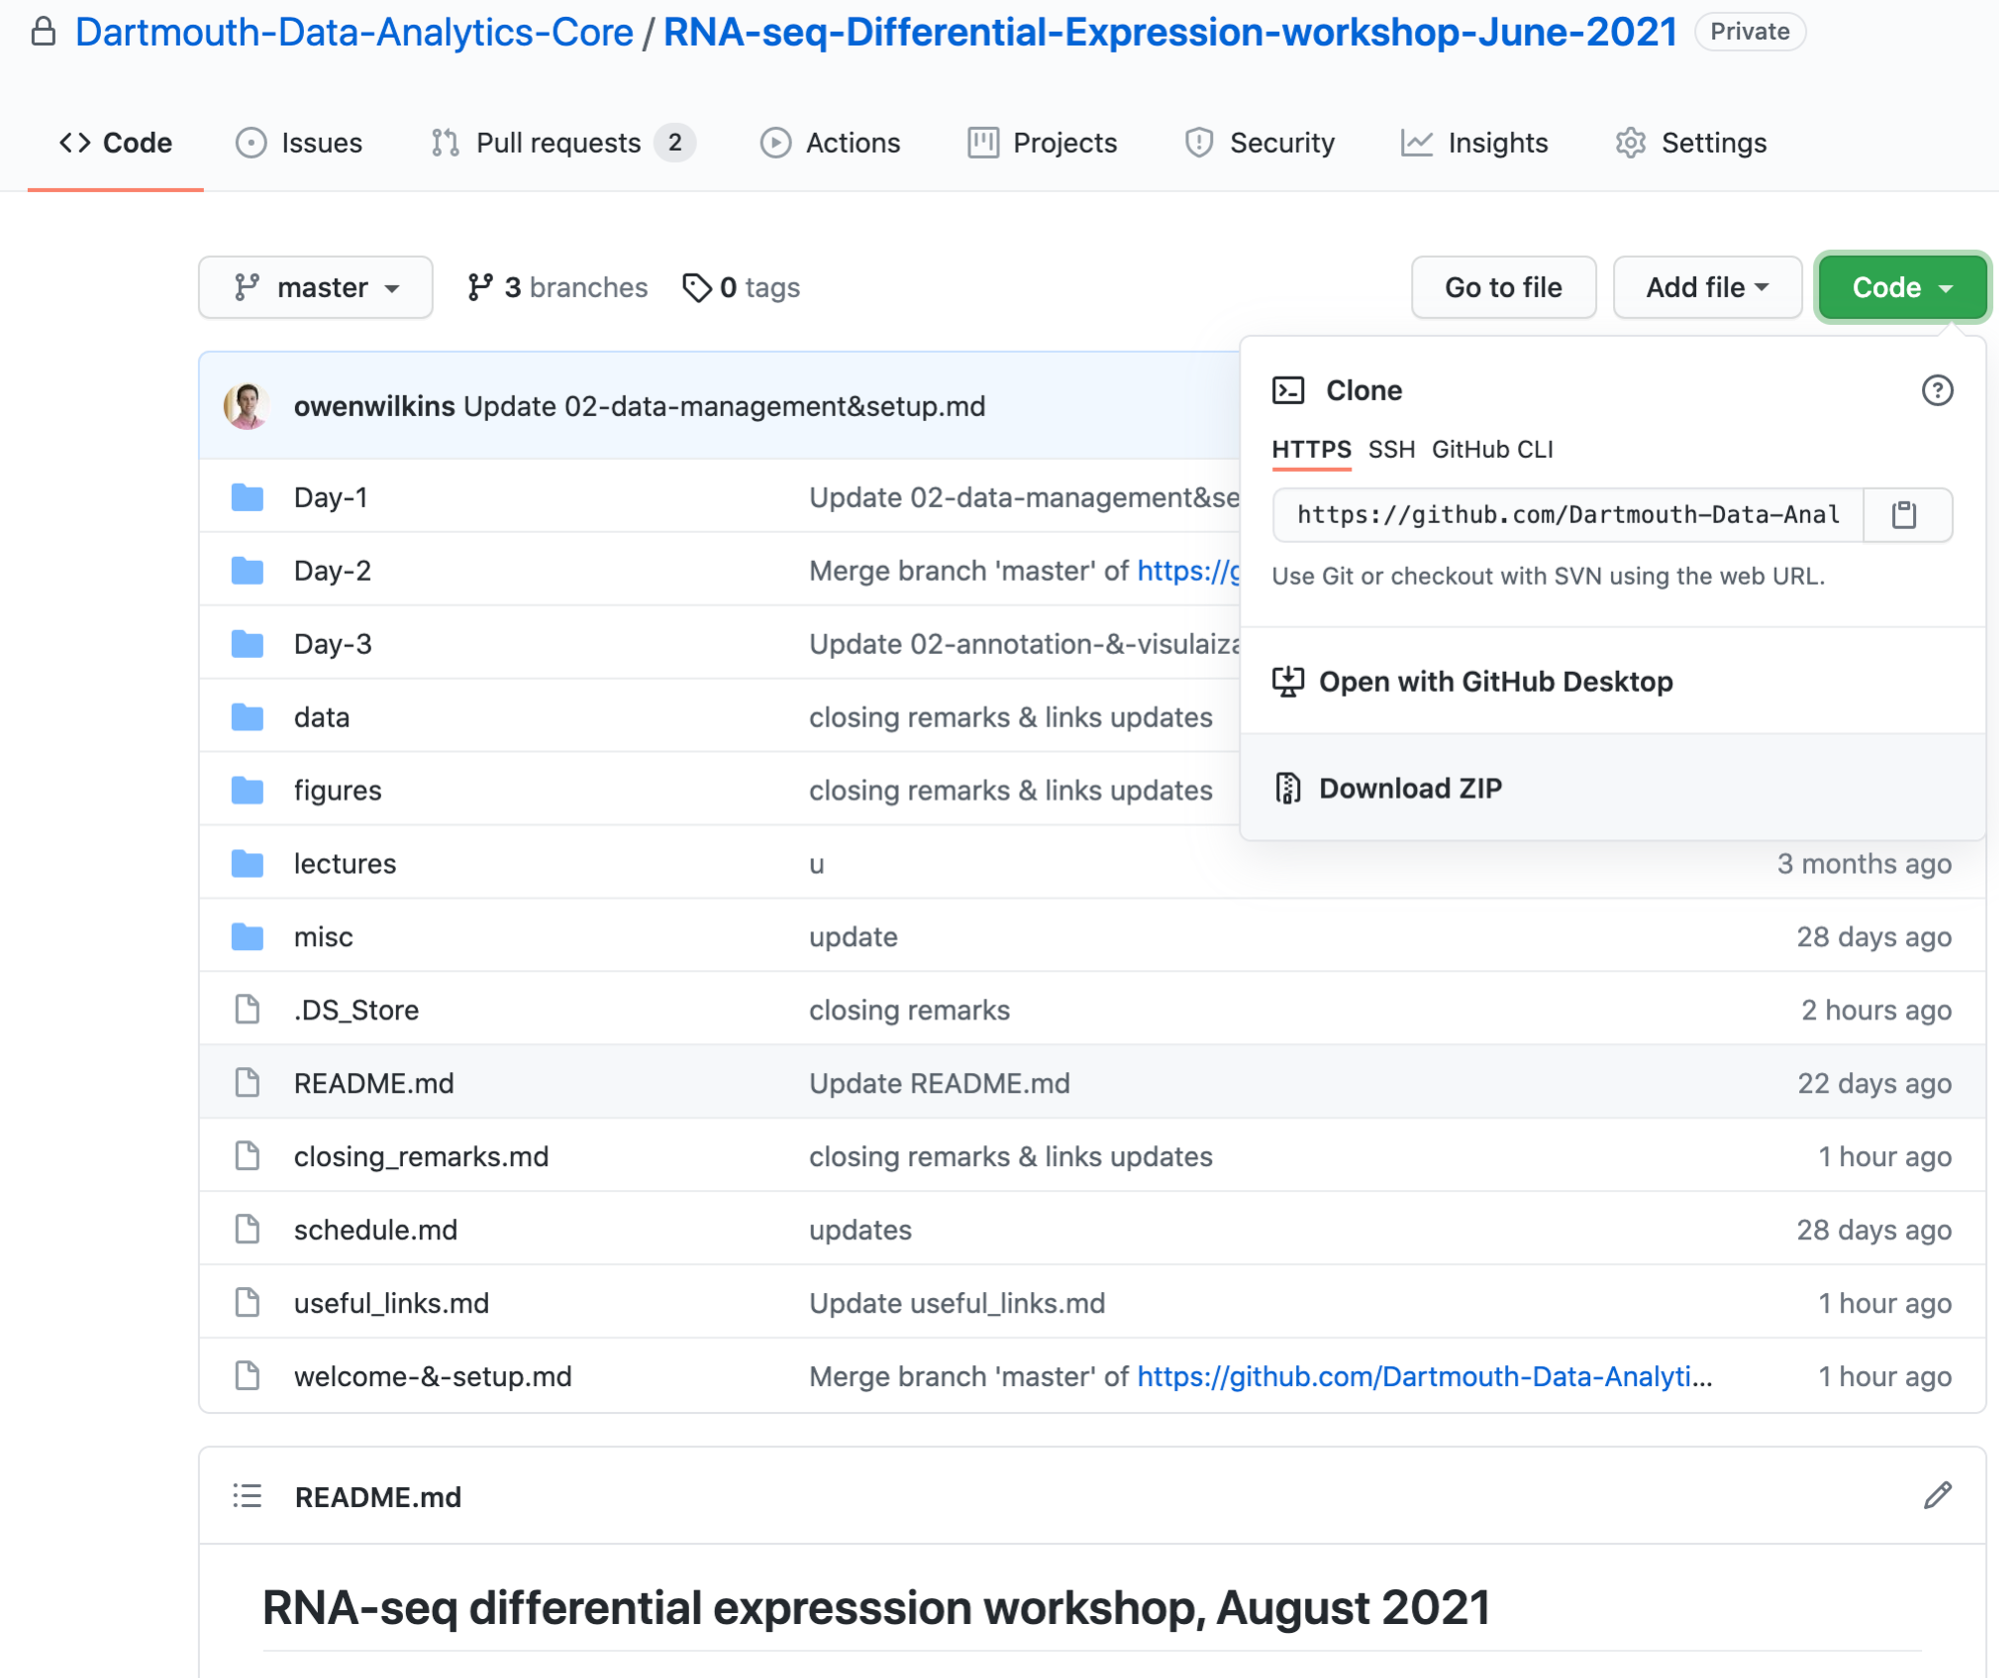 Dartmouth-Data-Analytics-Core / RNA-seq-Differential-Expression-workshop-June-2021 Private
Code Issues Pull requests 2 Actions Projects Security Insights Settings
master 3 branches 0 tags Go to file Add file Code
owenwilkins Update 02-data-management&setup.md
Clone
HTTPS SSH GitHub CLI
https://github.com/Dartmouth-Data-Anal
Use Git or checkout with SVN using the web URL.
Open with GitHub Desktop
Download ZIP
Day-1 Update 02-data-management&se
Day-2 Merge branch 'master' of https://g
Day-3 Update 02-annotation-&-visulaiza
data closing remarks & links updates
figures closing remarks & links updates
lectures u 3 months ago
misc update 28 days ago
.DS_Store closing remarks 2 hours ago
README.md Update README.md 22 days ago
closing_remarks.md closing remarks & links updates 1 hour ago
schedule.md updates 28 days ago
useful_links.md Update useful_links.md 1 hour ago
welcome-&-setup.md Merge branch 'master' of https://github.com/Dartmouth-Data-Analyti... 1 hour ago
README.md
RNA-seq differential expresssion workshop, August 2021